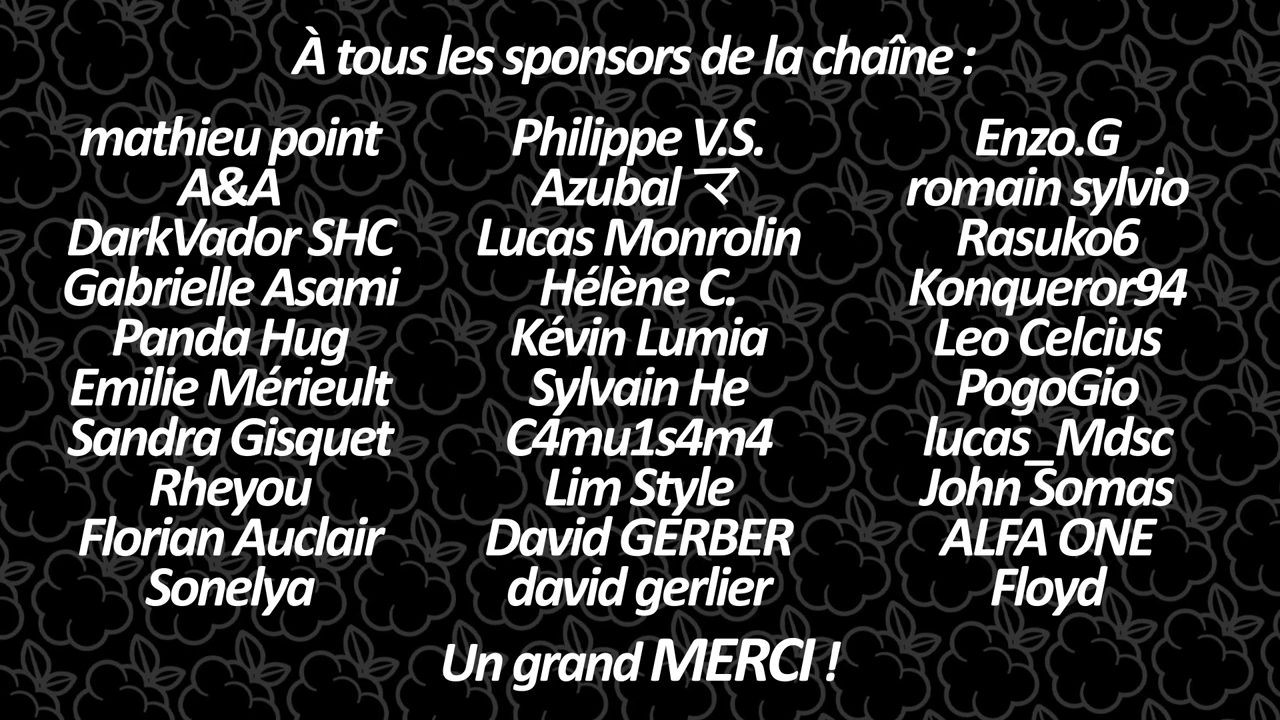 À tous les sponsors de la chaîne :
mathieu point
A&A
DarkVador SHC
Gabrielle Asami
Panda Hug
Emilie Mérieult
Sandra Gisquet
Rheyou
Florian Auclair
Sonelya
Philippe V.S.
Azubal マ
Lucas Monrolin
Hélène C.
Kévin Lumia
Sylvain He
C4mu1s4m4
Lim Style
David GERBER
david gerlier
Enzo.G
romain sylvio
Rasuko6
Konqueror94
Leo Celcius
PogoGio
lucas_Mdsc
John Somas
ALFA ONE
Floyd
Un grand MERCI !